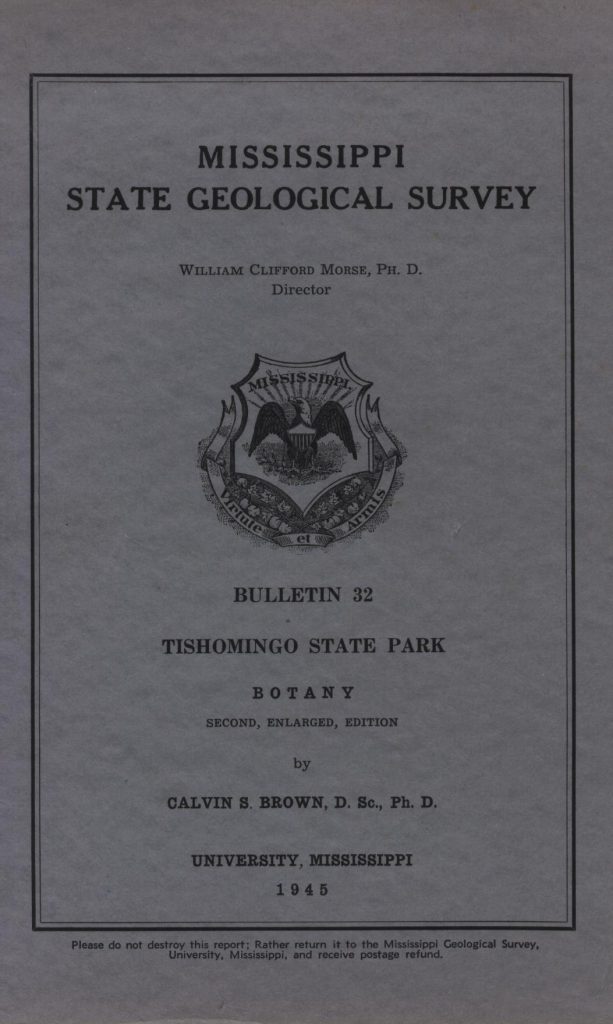 MISSISSIPPI
STATE GEOLOGICAL SURVEY
WILLIAM CLIFFORD MORSE, PH. D.
Director
MISSISSIPPI
Virtute et Armis
BULLETIN 32
TISHOMINGO STATE PARK
BOTANY
SECOND, ENLARGED, EDITION
by
CALVIN S. BROWN, D. Sc., Ph. D.
UNIVERSITY, MISSISSIPPI
1945
Please do not destroy this report; Rather return it to the Mississippi Geological Survey,
University, Mississippi, and receive postage refund.